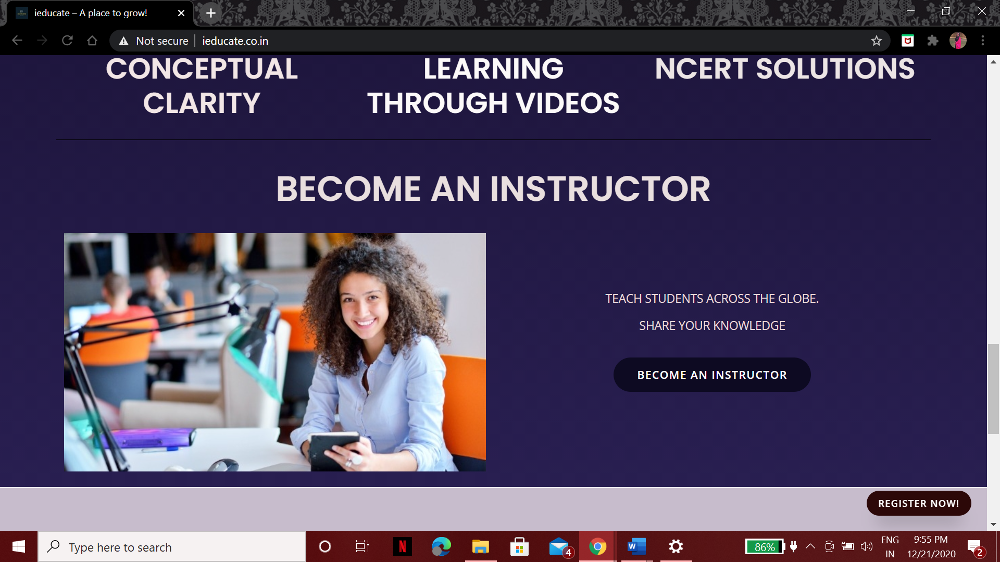 ieducate – A place to grow!
Not secure
ieducate.co.in
CONCEPTUAL
CLARITY
LEARNING
THROUGH VIDEOS
NCERT SOLUTIONS
BECOME AN INSTRUCTOR
TEACH STUDENTS ACROSS THE GLOBE.
SHARE YOUR KNOWLEDGE
BECOME AN INSTRUCTOR
REGISTER NOW!
Type here to search
N
4
W
86%
ENG
IN
9:55 PM
12/21/2020
2